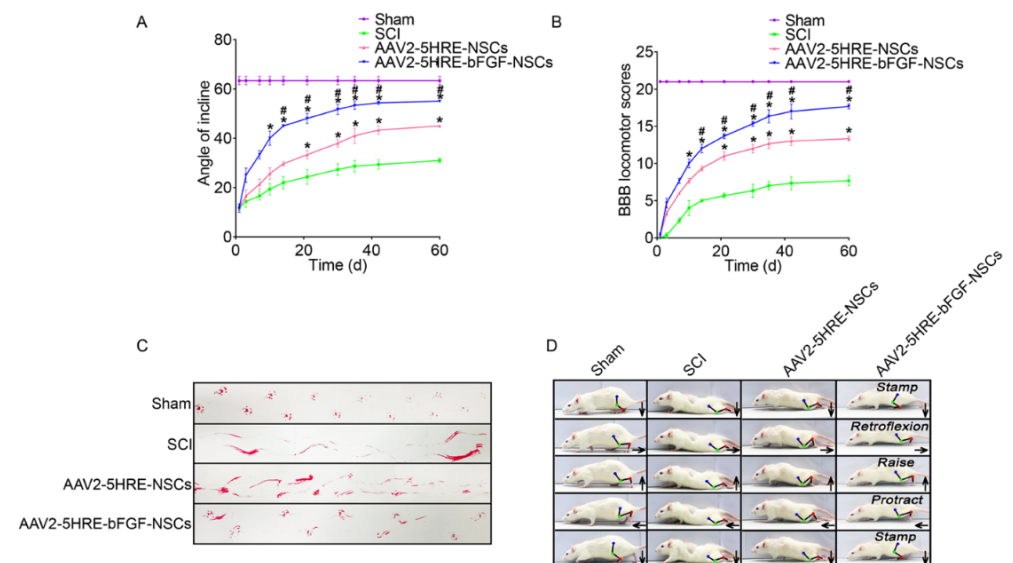 A
Sham
SCI
AAV2-5HRE-NSCs
AAV2-5HRE-bFGF-NSCs
80
60
40
20
0
Angle of incline
# # # # # #
* * * * * * *
* * * * *
0 20 40 60
Time (d)
B
Sham
SCI
AAV2-5HRE-NSCs
AAV2-5HRE-bFGF-NSCs
25
20
15
10
5
0
BBB locomotor scores
# # # # # #
* * * * * * *
* * * * *
0 20 40 60
Time (d)
C
Sham
SCI
AAV2-5HRE-NSCs
AAV2-5HRE-bFGF-NSCs
D
Sham
SCI
AAV2-5HRE-NSCs
AAV2-5HRE-bFGF-NSCs
Stamp
Retroflexion
Raise
Protract
Stamp